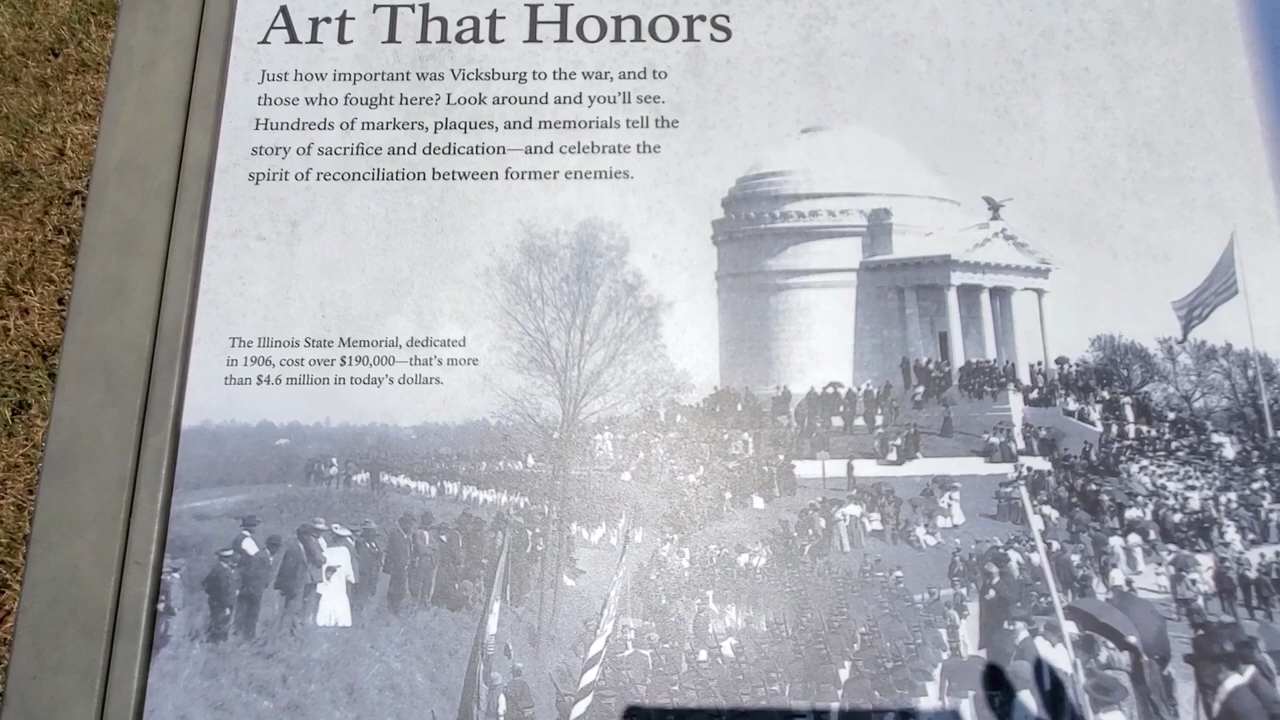 Art That Honors
Just how important was Vicksburg to the war, and to
those who fought here? Look around and you'll see.
Hundreds of markers, plaques, and memorials tell the
story of sacrifice and dedication—and celebrate the
spirit of reconciliation between former enemies.
The Illinois State Memorial, dedicated
in 1906, cost over $190,000—that's more
than $4.6 million in today's dollars.